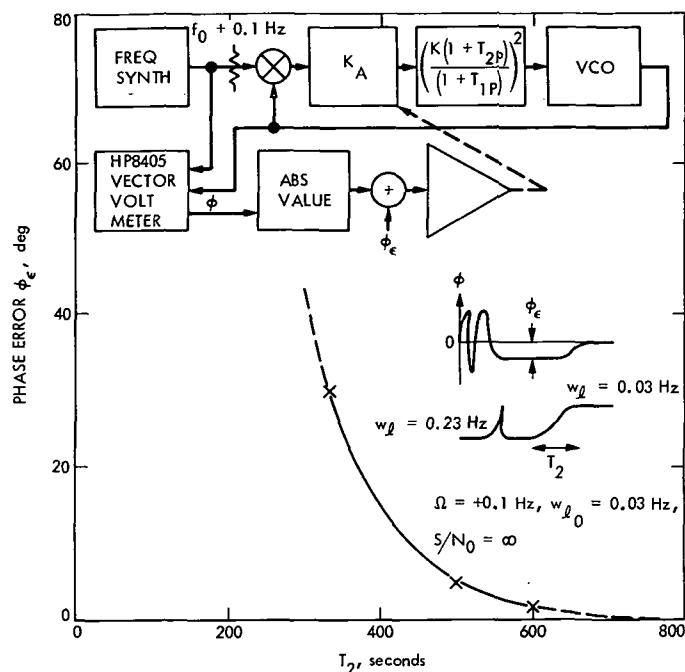 80
f0 + 0.1 Hz
FREQ
SYNTH
KA
(K(1 + T2p)/(1 + T1p))^2
VCO
60
HP8405
VECTOR
VOLT
METER
φ
ABS
VALUE
+
φϵ
PHASE ERROR φϵ, deg
40
φ
φϵ
0
wℓ = 0.03 Hz
wℓ = 0.23 Hz
T2
20
Ω = +0.1 Hz, wℓ0 = 0.03 Hz,
S/N0 = ∞
0
0 200 400 600 800
T2, seconds